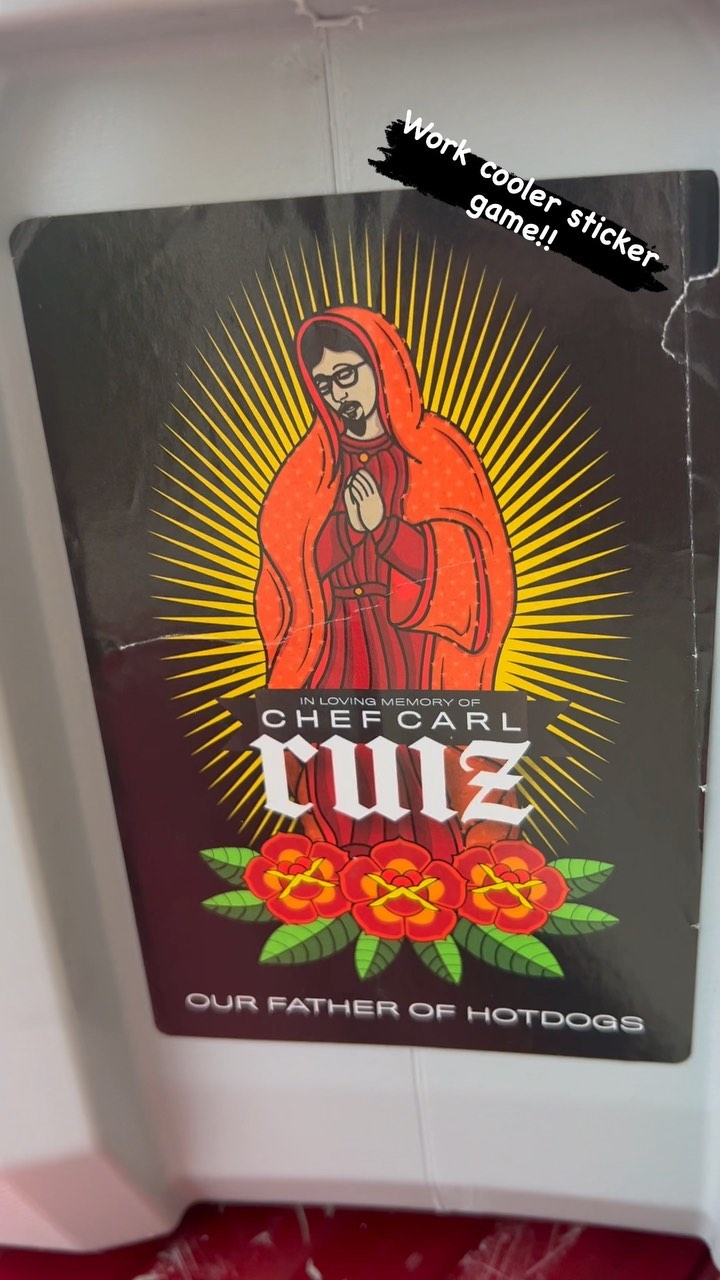 Work cooler sticker
game!!
IN LOVING MEMORY OF
CHEF CARL
ruiz
OUR FATHER OF HOTDOGS